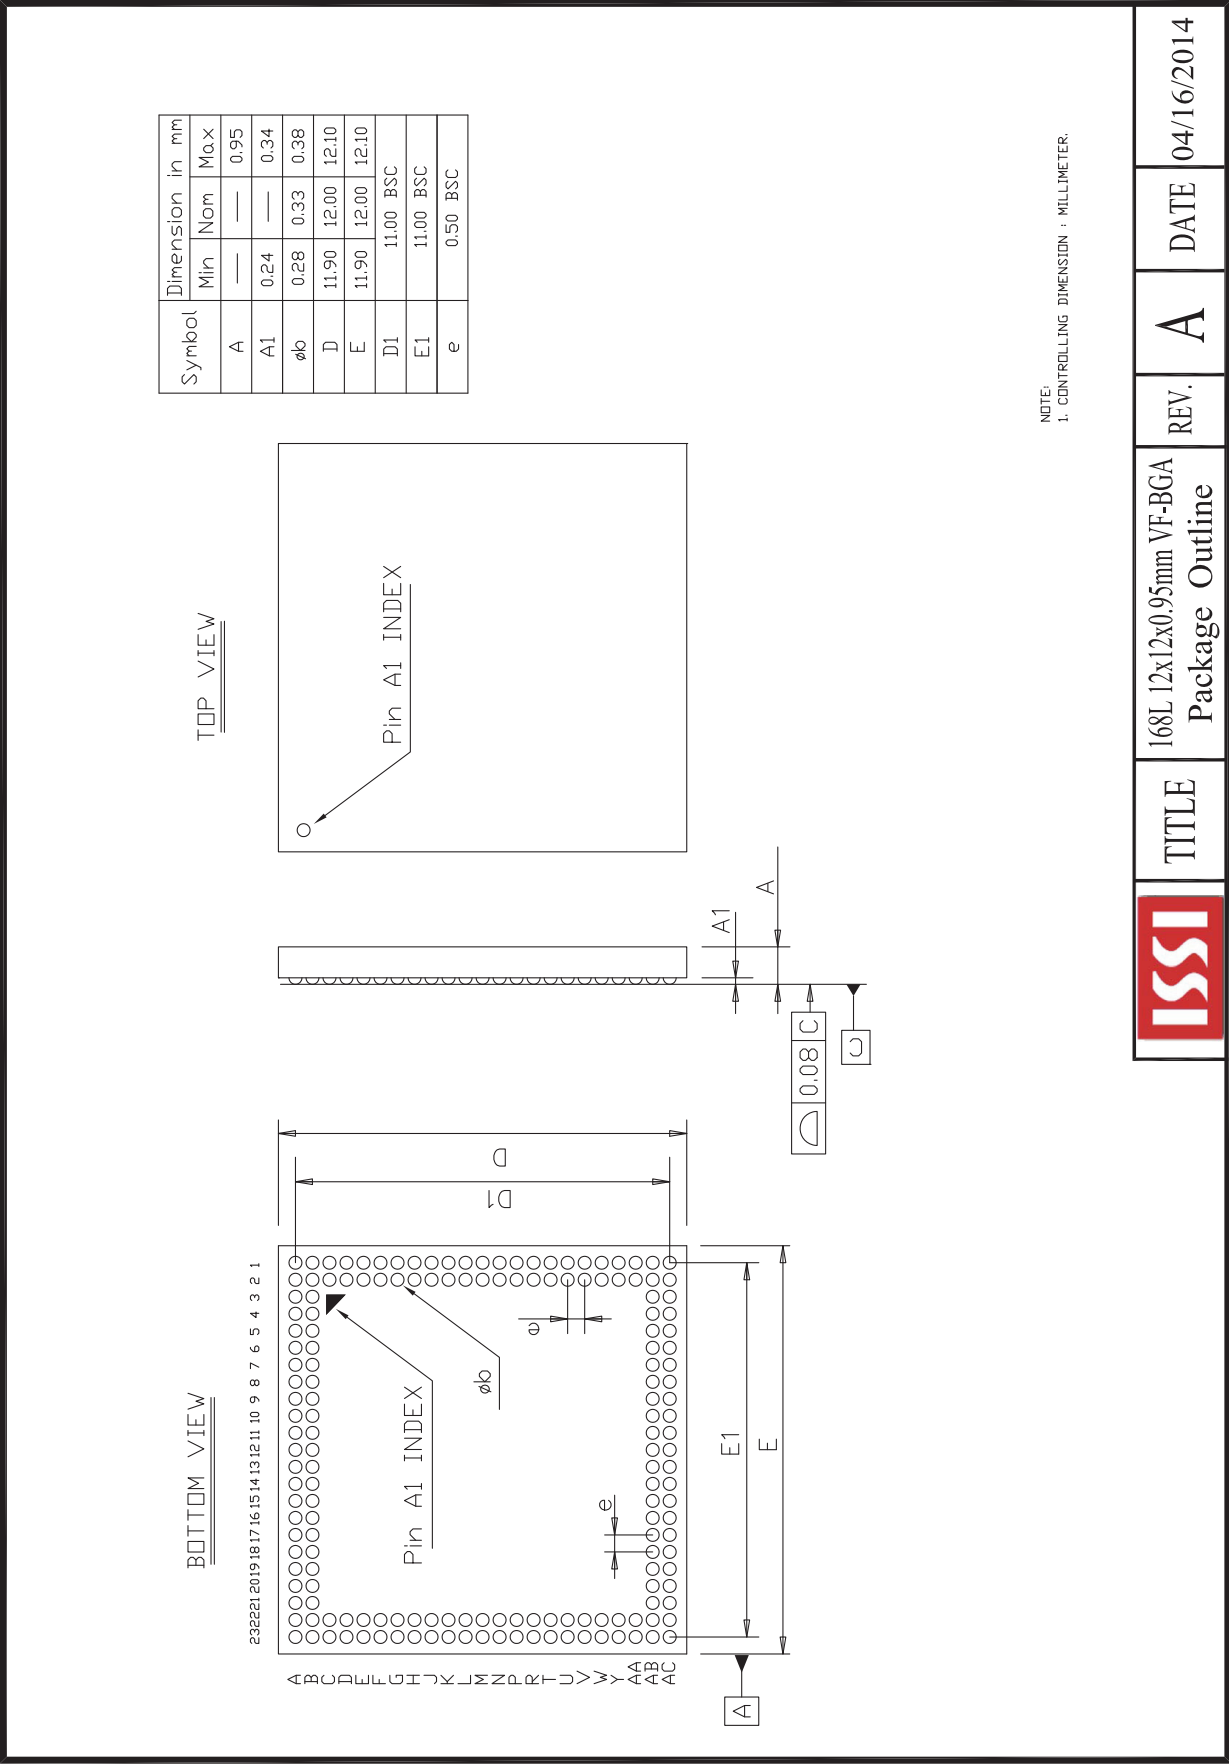 BOTTOM VIEW
23 22 21 20 19 18 17 16 15 14 13 12 11 10 9 8 7 6 5 4 3 2 1
A
B
C
D
E
F
G
H
J
K
L
M
N
P
R
T
U
V
W
Y
AA
AB
AC
Pin A1 INDEX
øb
e
e
E1
E
A
D1
D
A1
A
0.08 C
C
TOP VIEW
Pin A1 INDEX
Symbol Dimension in mm
Min Nom Max
A — — 0.95
A1 0.24 — 0.34
øb 0.28 0.33 0.38
D 11.90 12.00 12.10
E 11.90 12.00 12.10
D1 11.00 BSC
E1 11.00 BSC
e 0.50 BSC
NOTE:
1. CONTROLLING DIMENSION : MILLIMETER.
ISSI
TITLE
168L 12x12x0.95mm VF-BGA
Package Outline
REV.
A
DATE
04/16/2014